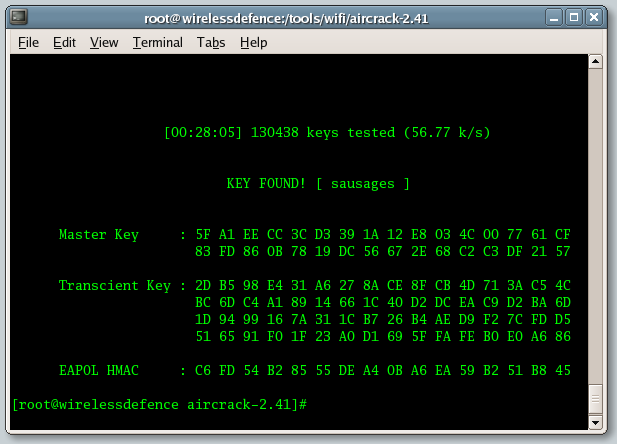 root@wirelessdefence:/tools/wifi/aircrack-2.41
File Edit View Terminal Tabs Help
[00:28:05] 130438 keys tested (56.77 k/s)
KEY FOUND! [ sausages ]
Master Key : 5F A1 EE CC 3C D3 39 1A 12 E8 03 4C 00 77 61 CF
83 FD 86 0B 78 19 DC 56 67 2E 68 C2 C3 DF 21 57
Transcient Key : 2D B5 98 E4 31 A6 27 8A CE 8F CB 4D 71 3A C5 4C
BC 6D C4 A1 89 14 66 1C 40 D2 DC EA C9 D2 BA 6D
1D 94 99 16 7A 31 1C B7 26 B4 AE D9 F2 7C FD D5
51 65 91 F0 1F 23 A0 D1 69 5F FA FE B0 E0 A6 86
EAPOL HMAC : C6 FD 54 B2 85 55 DE A4 0B A6 EA 59 B2 51 B8 45
[root@wirelessdefence aircrack-2.41]#